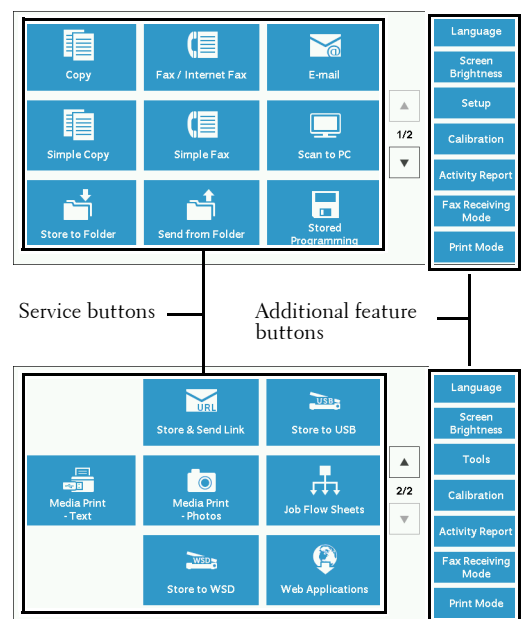 Copy
Fax / Internet Fax
E-mail
Simple Copy
Simple Fax
Scan to PC
Store to Folder
Send from Folder
Stored
Programming
1/2
Language
Screen
Brightness
Setup
Calibration
Activity Report
Fax Receiving
Mode
Print Mode
Service buttons
Additional feature
buttons
URL
Store & Send Link
USB
Store to USB
Media Print
- Text
Media Print
- Photos
Job Flow Sheets
WSD
Store to WSD
Web Applications
2/2
Language
Screen
Brightness
Tools
Calibration
Activity Report
Fax Receiving
Mode
Print Mode